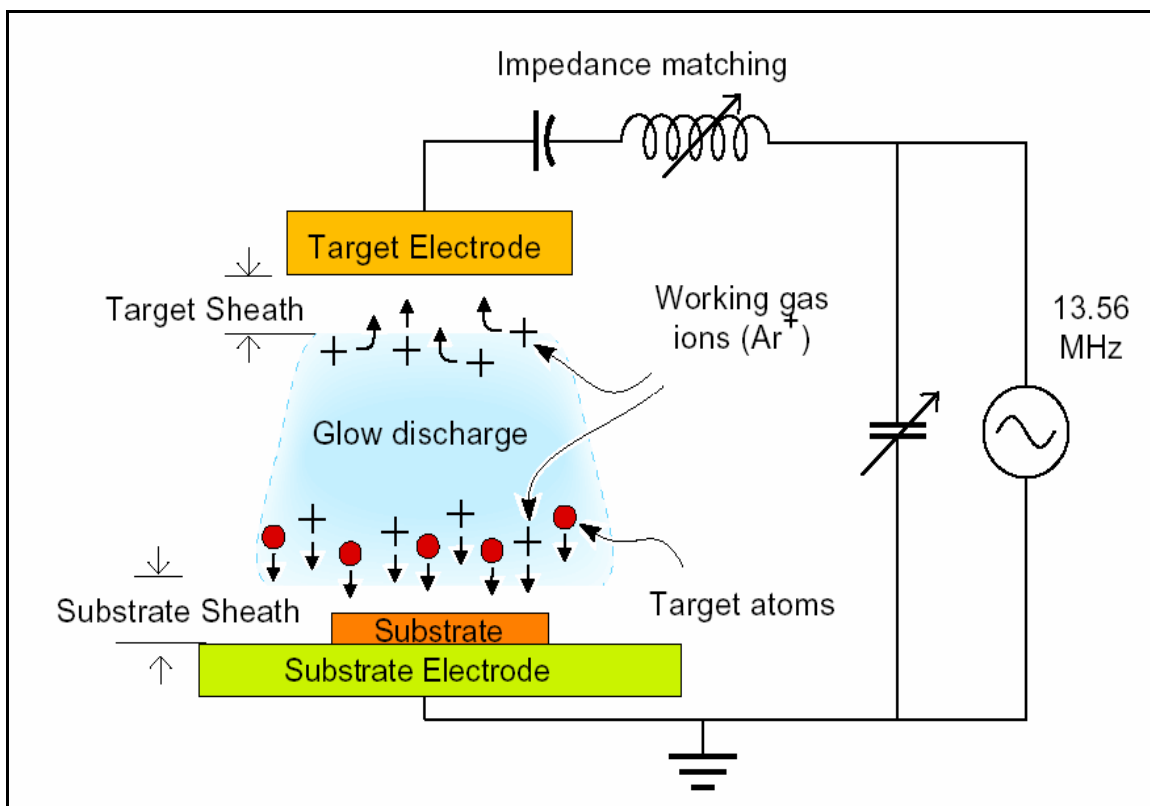 Impedance matching
Target Electrode
Target Sheath
Working gas
ions (Ar⁺)
13.56
MHz
Glow discharge
Substrate Sheath
Target atoms
Substrate
Substrate Electrode